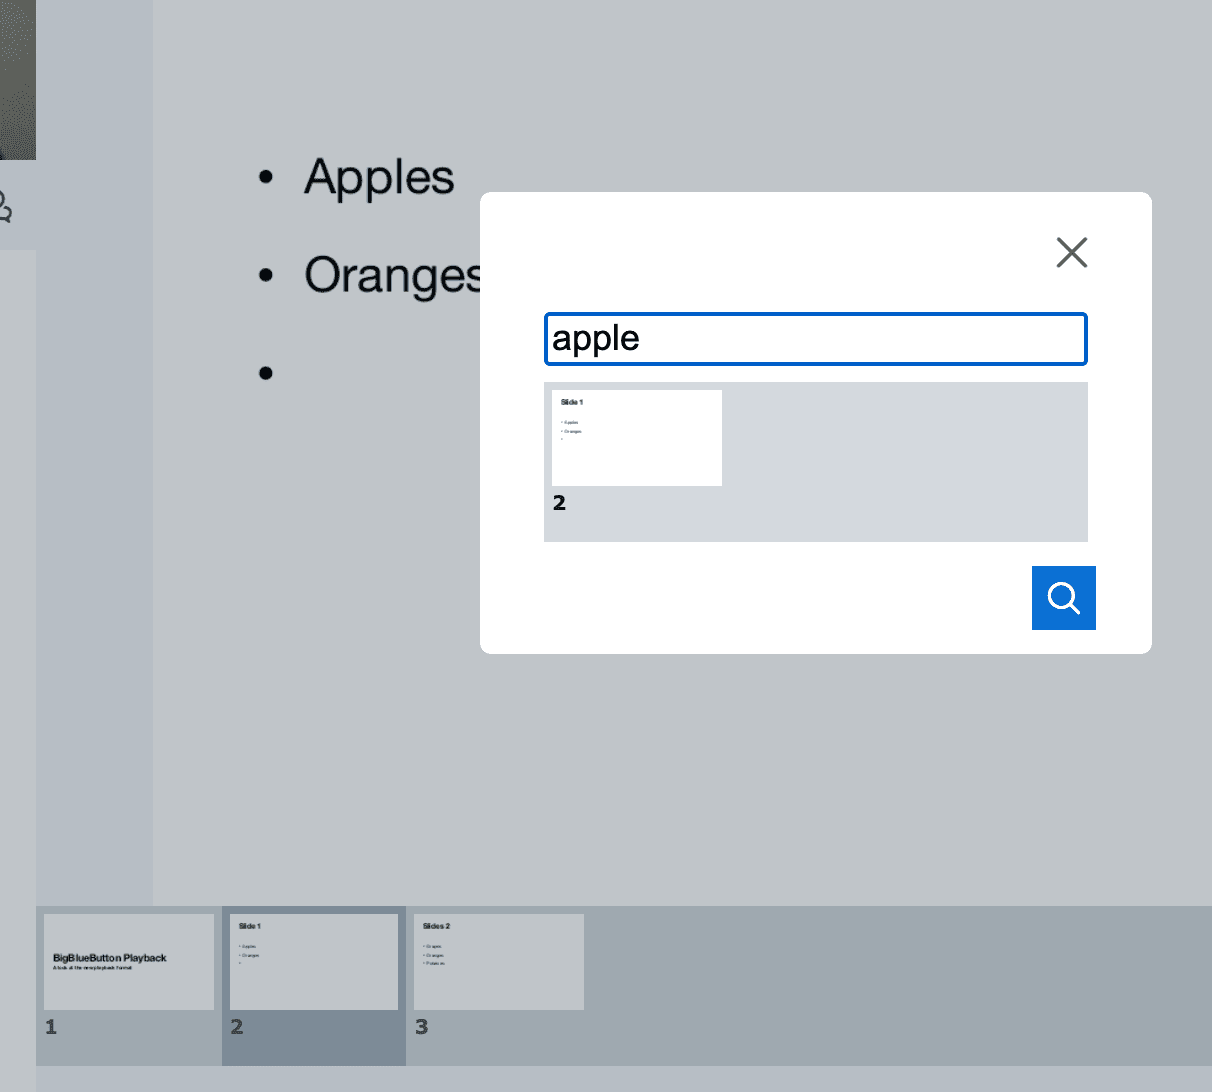 • Apples
• Oranges
•
apple
Slide 1
• Apples
• Oranges
•
2
BigBlueButton Playback
A look at the new playback format
1
Slide 1
• Apples
• Oranges
•
2
Slides 2
• Grapes
• Oranges
• Potatoes
3